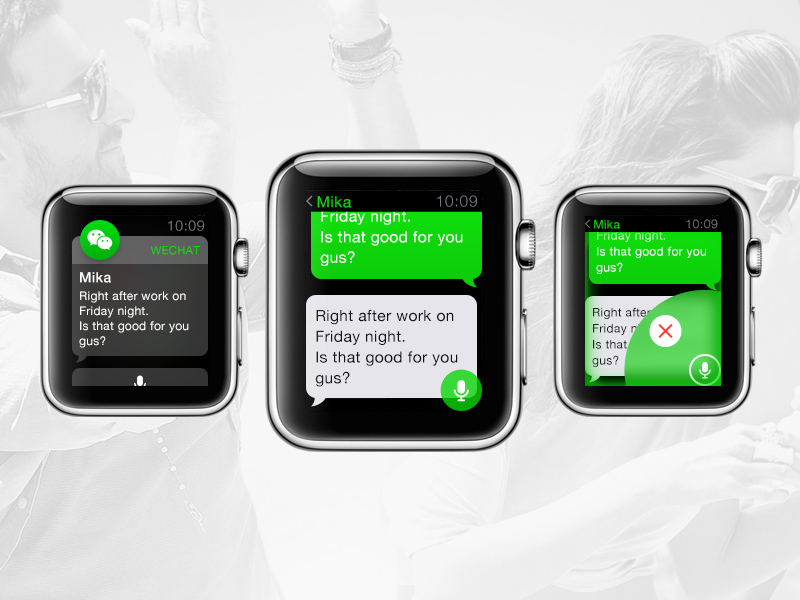 10:09
WECHAT
Mika
Right after work on
Friday night.
Is that good for you
gus?
Mika 10:09
Friday night.
Is that good for you
gus?
Right after work on
Friday night.
Is that good for you
gus?
Mika 10:09
Friday night.
Is that good for you
gus?
Right after
Friday n
Is that
gus?